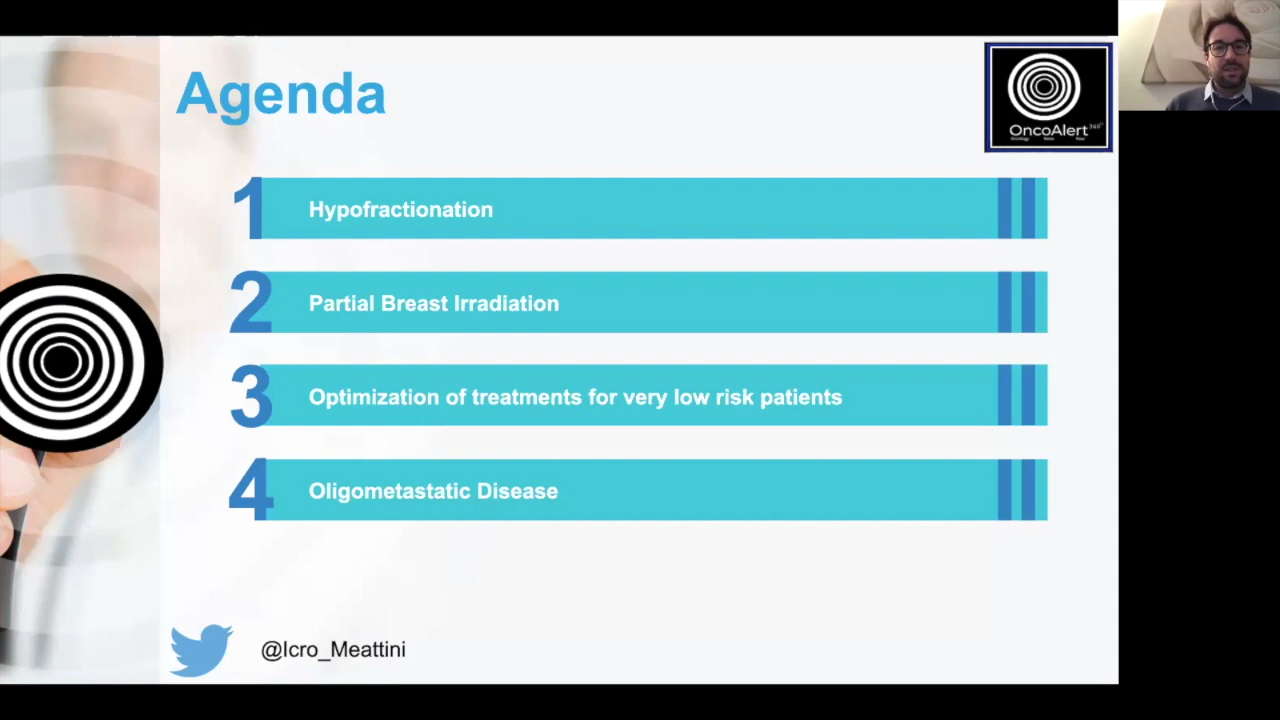 Agenda
OncoAlert
1
Hypofractionation
2
Partial Breast Irradiation
3
Optimization of treatments for very low risk patients
4
Oligometastatic Disease
@Icro_Meattini